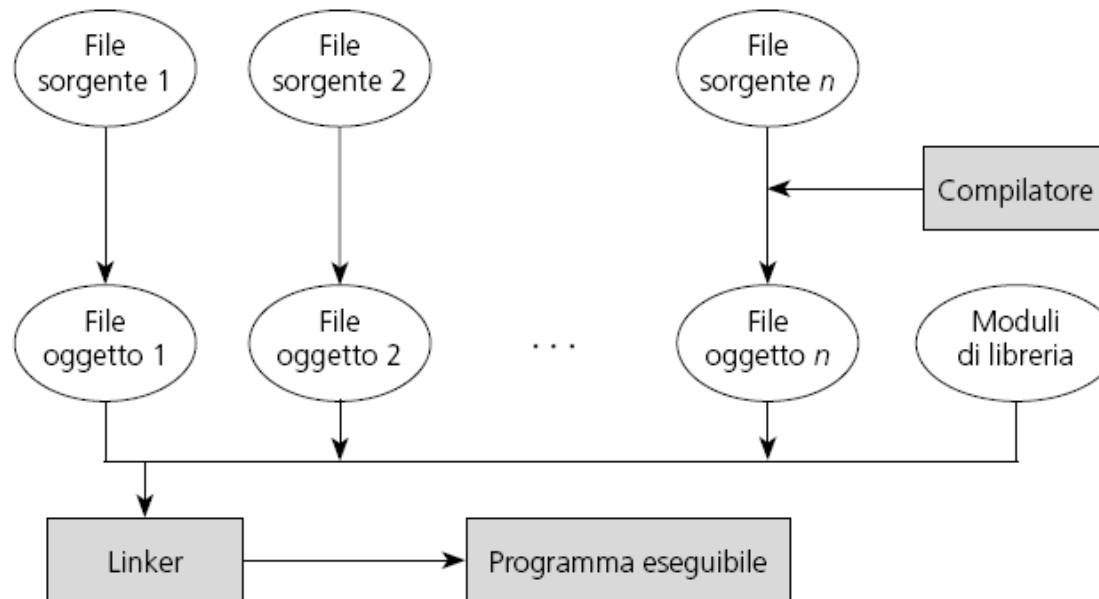 File
sorgente 1
File
sorgente 2
File
sorgente n
Compilatore
File
oggetto 1
File
oggetto 2
. . .
File
oggetto n
Moduli
di libreria
Linker
Programma eseguibile